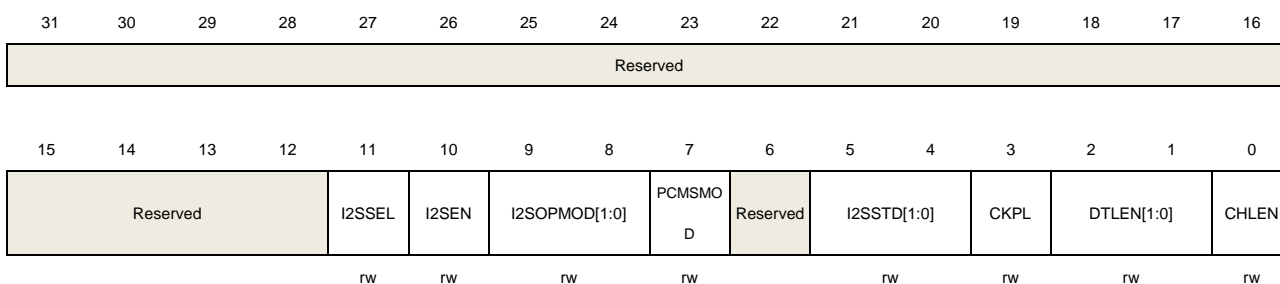 31 30 29 28 27 26 25 24 23 22 21 20 19 18 17 16
Reserved
15 14 13 12 11 10 9 8 7 6 5 4 3 2 1 0
Reserved I2SSEL I2SEN I2SOPMOD[1:0] PCMSMO Reserved I2SSTD[1:0] CKPL DTLEN[1:0] CHLEN
D
rw rw rw rw rw rw rw rw